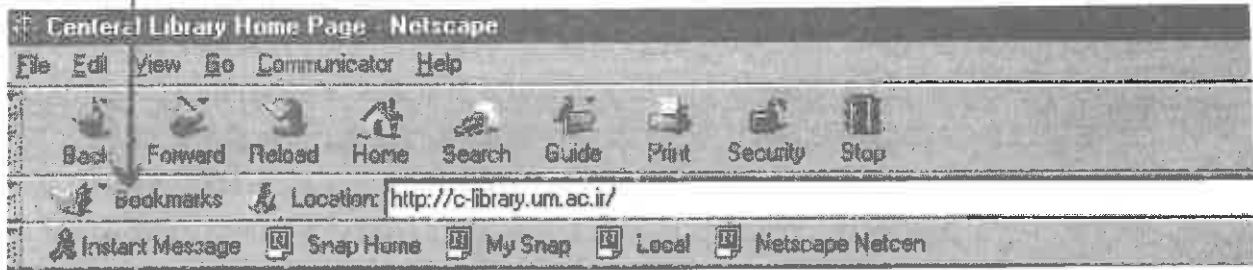 Centeral Library Home Page - Netscape
File Edit View Go Communicator Help
Back Forward Reload Home Search Guide Print Security Stop
Bookmarks Location: http://c-library.um.ac.ir/
Instant Message Snap Home My Snap Local Netscape Netcen